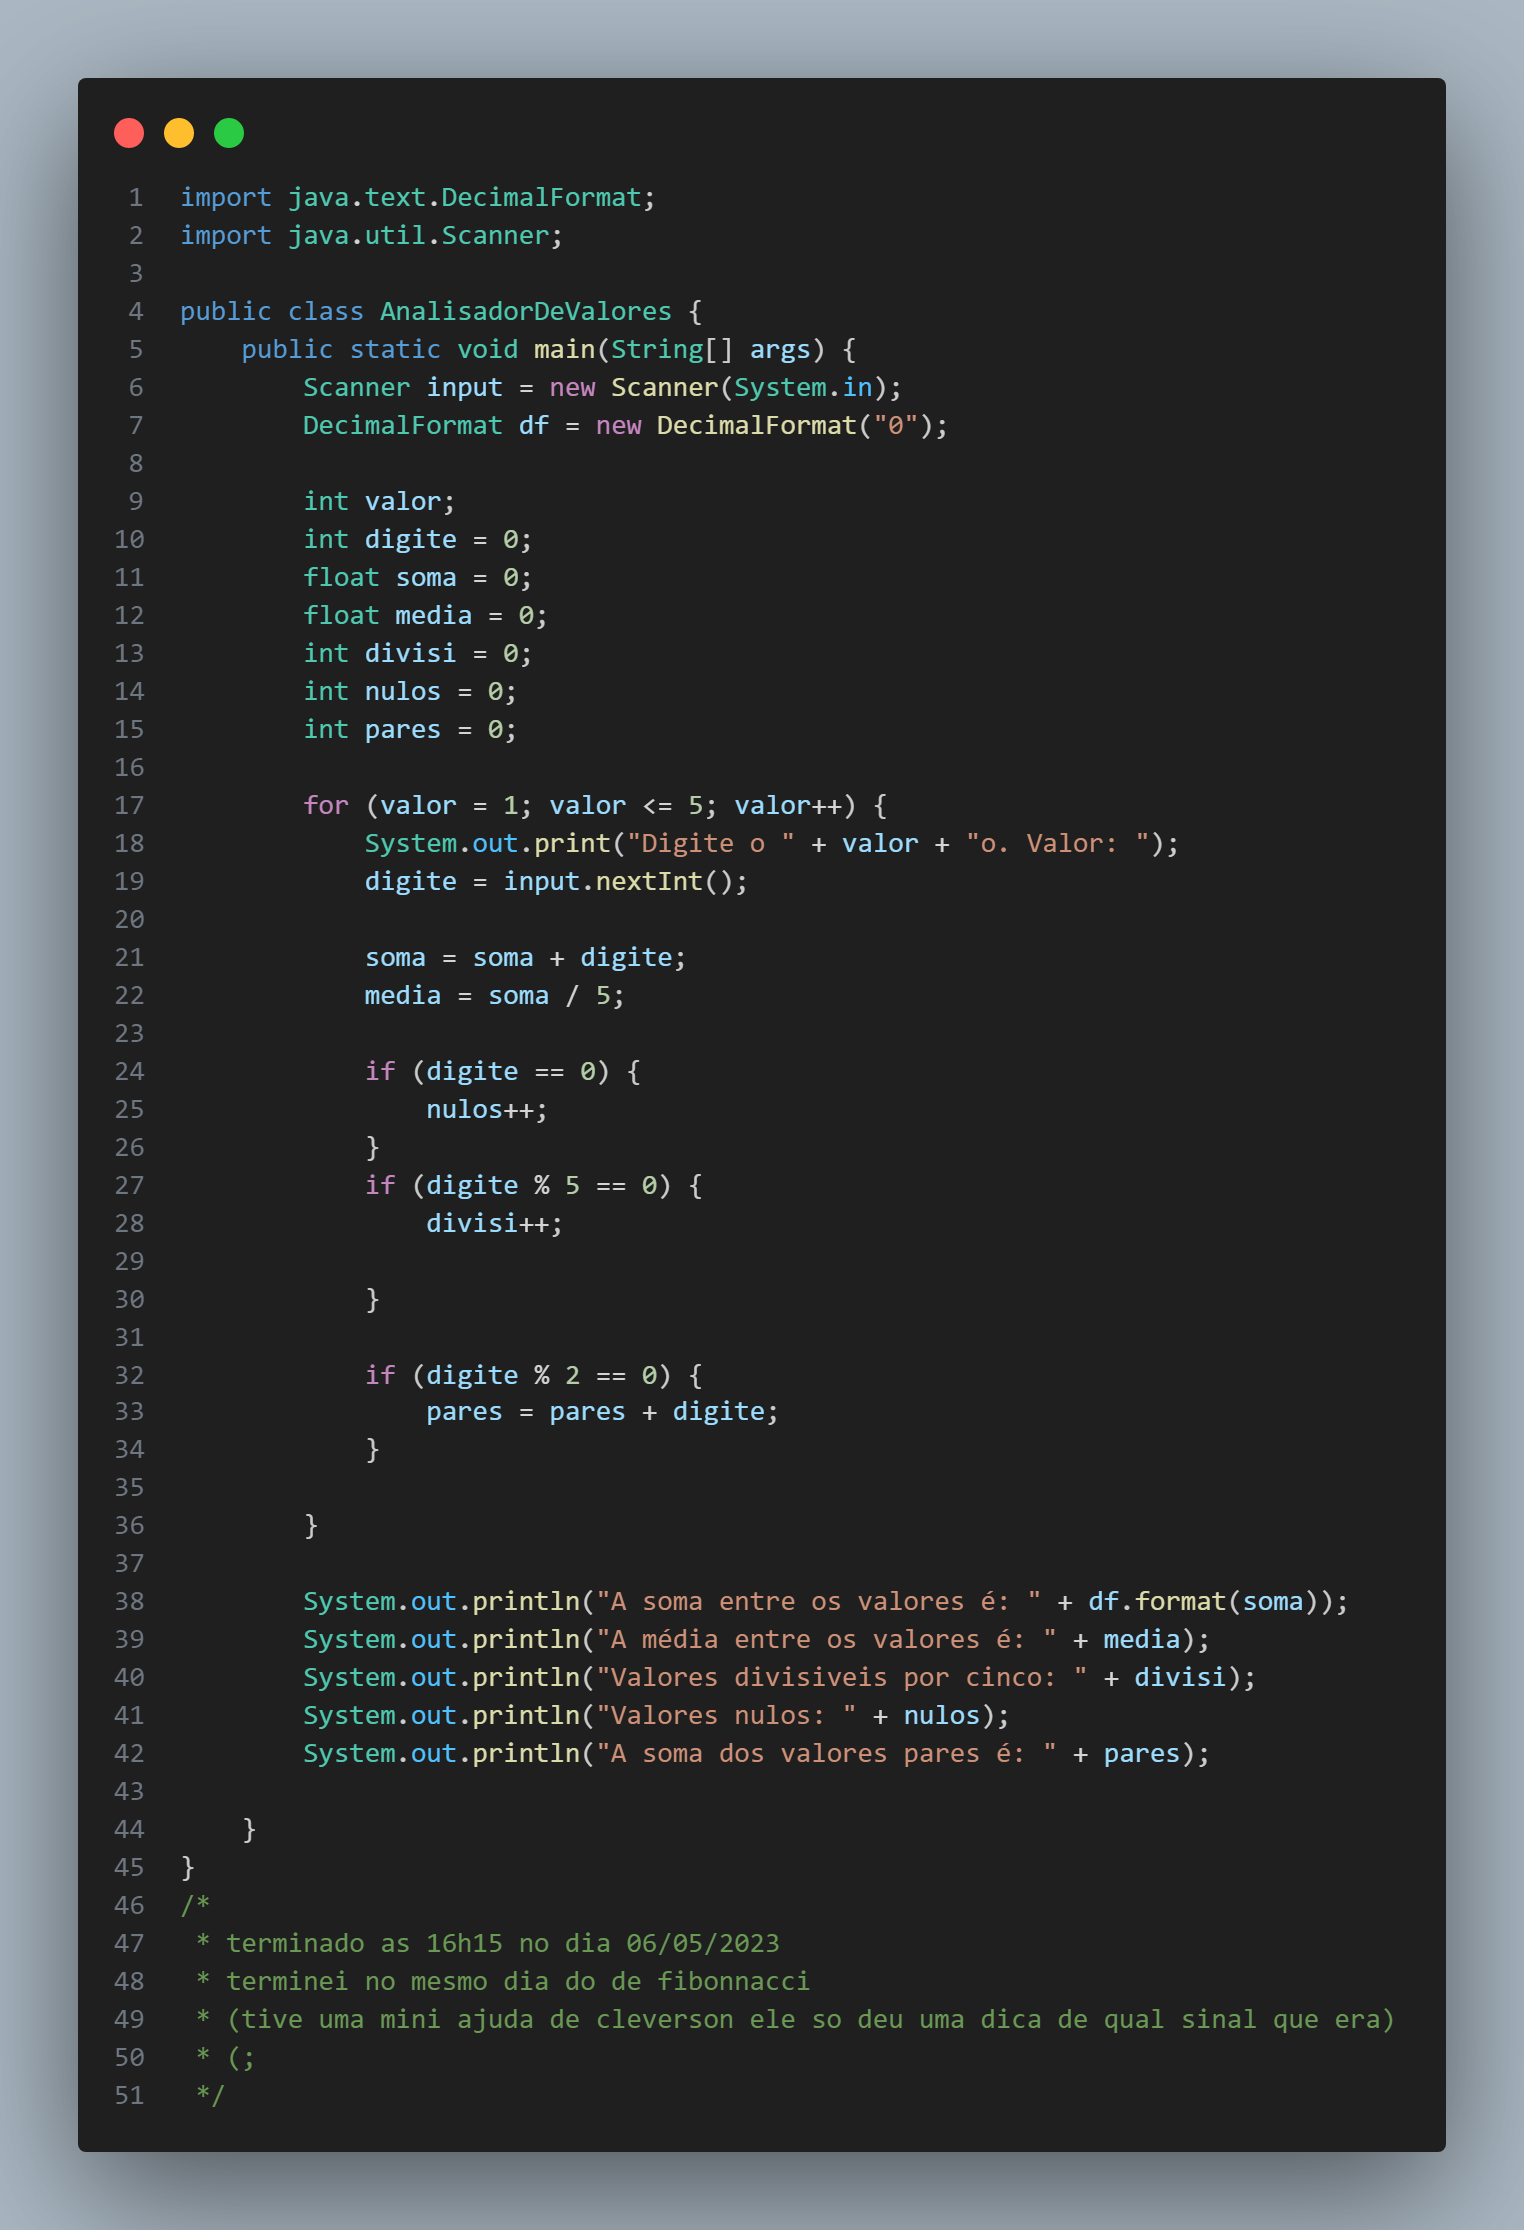 1 import java.text.DecimalFormat;
2 import java.util.Scanner;
3
4 public class AnalisadorDeValores {
5     public static void main(String[] args) {
6         Scanner input = new Scanner(System.in);
7         DecimalFormat df = new DecimalFormat("0");
8
9         int valor;
10         int digite = 0;
11         float soma = 0;
12         float media = 0;
13         int divisi = 0;
14         int nulos = 0;
15         int pares = 0;
16
17         for (valor = 1; valor <= 5; valor++) {
18             System.out.print("Digite o " + valor + "o. Valor: ");
19             digite = input.nextInt();
20
21             soma = soma + digite;
22             media = soma / 5;
23
24             if (digite == 0) {
25                 nulos++;
26             }
27             if (digite % 5 == 0) {
28                 divisi++;
29
30             }
31
32             if (digite % 2 == 0) {
33                 pares = pares + digite;
34             }
35
36         }
37
38         System.out.println("A soma entre os valores é: " + df.format(soma));
39         System.out.println("A média entre os valores é: " + media);
40         System.out.println("Valores divisiveis por cinco: " + divisi);
41         System.out.println("Valores nulos: " + nulos);
42         System.out.println("A soma dos valores pares é: " + pares);
43
44     }
45 }
46 /*
47  * terminado as 16h15 no dia 06/05/2023
48  * terminei no mesmo dia do de fibonnacci
49  * (tive uma mini ajuda de cleverson ele so deu uma dica de qual sinal que era)
50  * (;
51  */